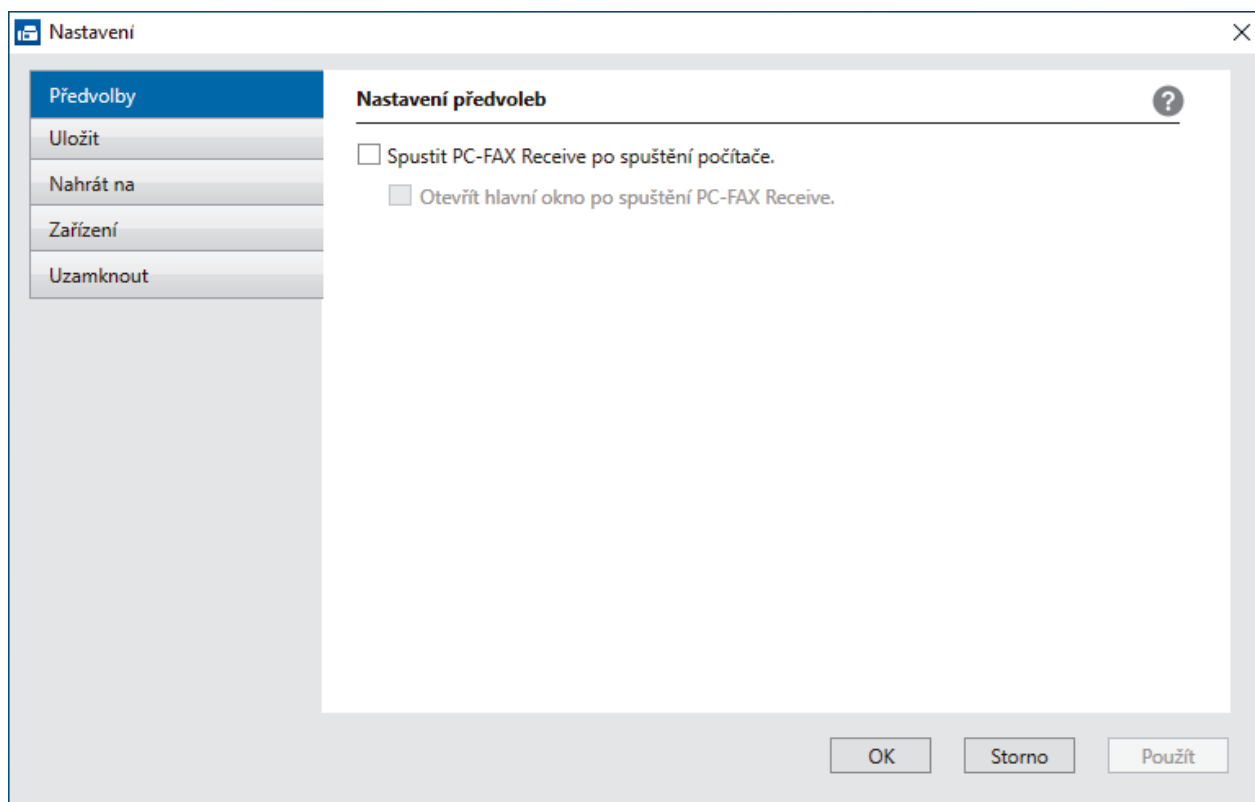 Nastavení
Předvolby
Uložit
Nahrát na
Zařízení
Uzamknout
Nastavení předvoleb
?
Spustit PC-FAX Receive po spuštění počítače.
Otevřít hlavní okno po spuštění PC-FAX Receive.
OK
Storno
Použít